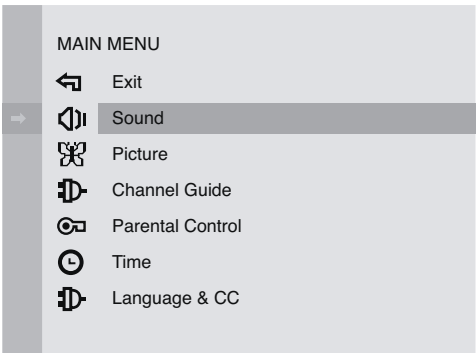 MAIN MENU
Exit
Sound
Picture
Channel Guide
Parental Control
Time
Language & CC